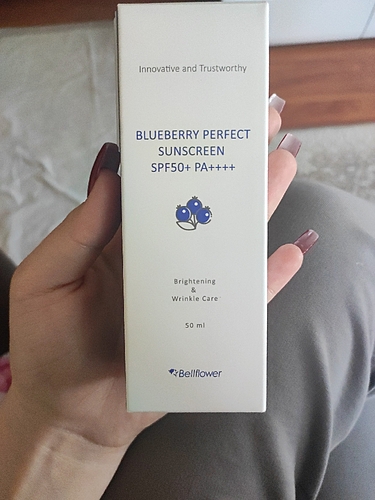 Innovative and Trustworthy
BLUEBERRY PERFECT
SUNSCREEN
SPF50+ PA++++
Brightening
&
Wrinkle Care
50 ml
Bellflower